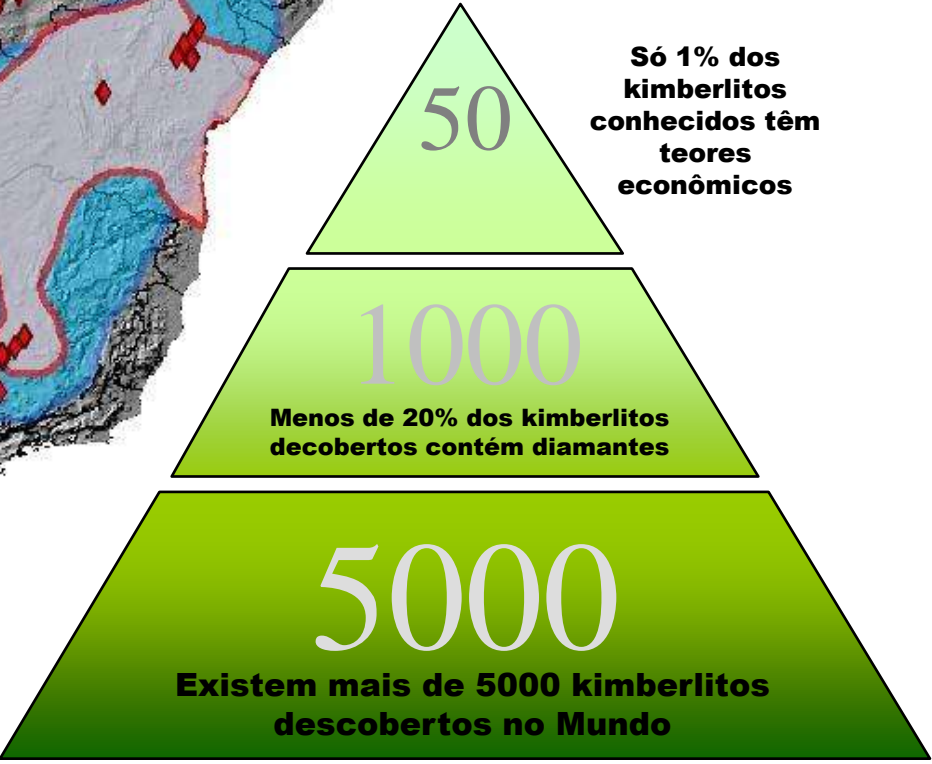 50
Só 1% dos
kimberlitos
conhecidos têm
teores
econômicos
1000
Menos de 20% dos kimberlitos
decobertos contém diamantes
5000
Existem mais de 5000 kimberlitos
descobertos no Mundo